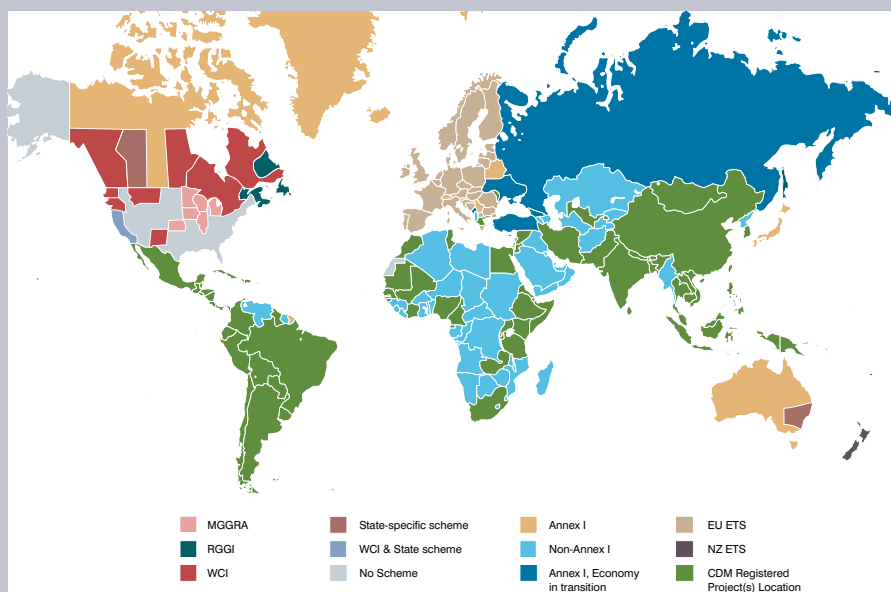 MGGRA
RGGI
WCI
State-specific scheme
WCI & State scheme
No Scheme
Annex I
Non-Annex I
Annex I, Economy
in transition
EU ETS
NZ ETS
CDM Registered
Project(s) Location